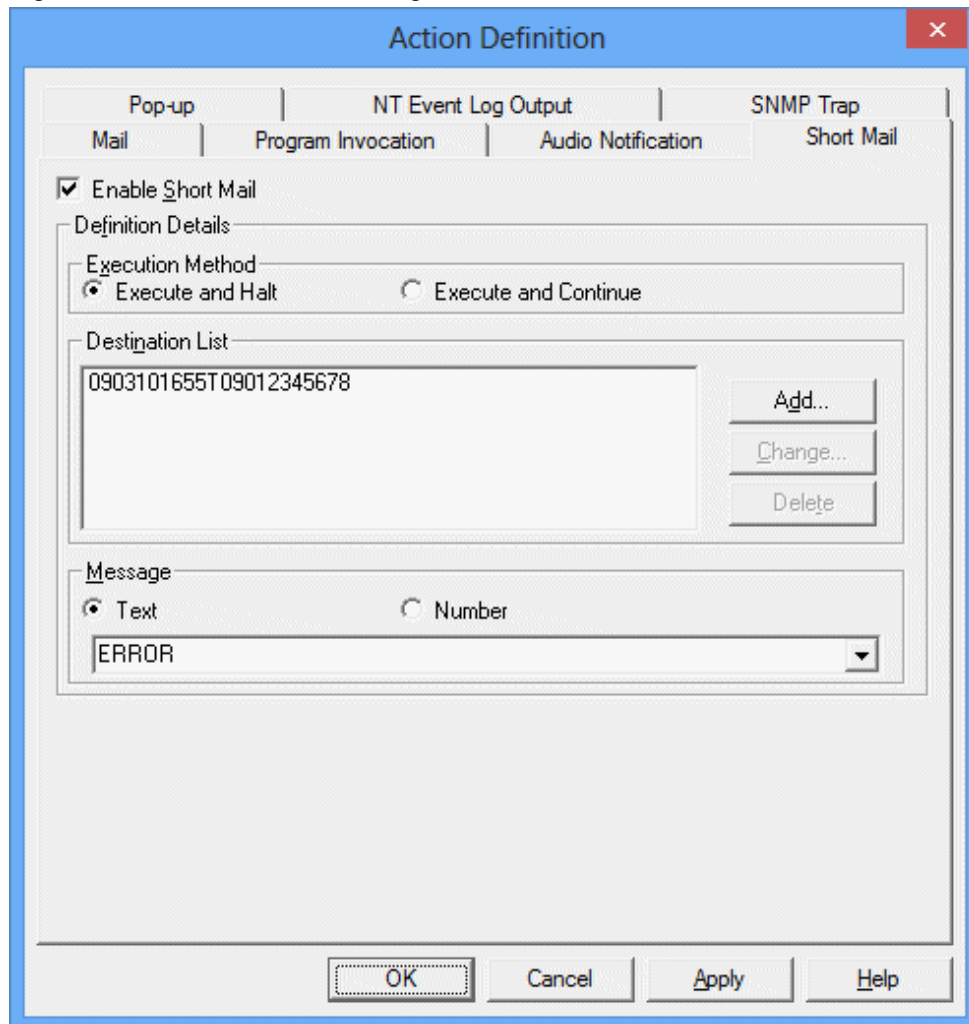 Action Definition
Pop-up NT Event Log Output SNMP Trap
Mail Program Invocation Audio Notification Short Mail
Enable Short Mail
Definition Details
Execution Method
Execute and Halt Execute and Continue
Destination List
0903101655T09012345678
Add...
Change...
Delete
Message
Text Number
ERROR
OK Cancel Apply Help